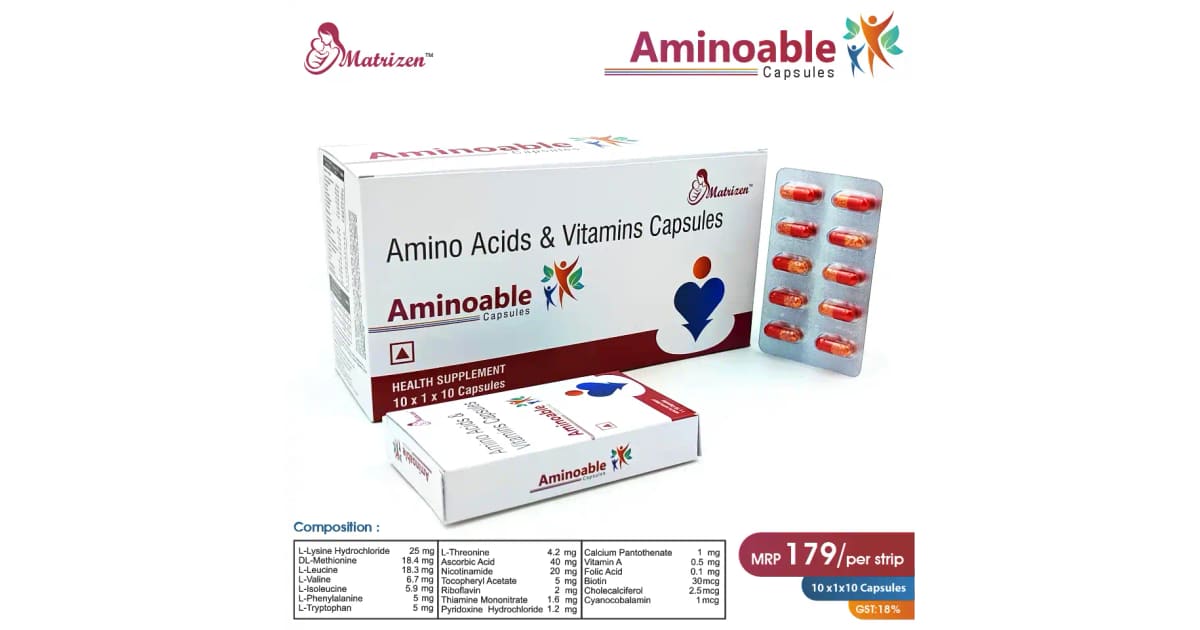 Matrizen™
Aminoable
Capsules
Aminoable
Capsules
Matrizen™
Amino Acids & Vitamins Capsules
Aminoable
Capsules
HEALTH SUPPLEMENT
10 x 1 x 10 Capsules
Matrizen
Amino Acids &
Vitamins Capsules
Aminoable
Aminoable
Aminoable
Capsules
Composition :
L-Lysine Hydrochloride 25 mg
DL-Methionine 18.4 mg
L-Leucine 18.3 mg
L-Valine 6.7 mg
L-Isoleucine 5.9 mg
L-Phenylalanine 5 mg
L-Tryptophan 5 mg
L-Threonine 4.2 mg
Ascorbic Acid 40 mg
Nicotinamide 20 mg
Tocopheryl Acetate 5 mg
Riboflavin 2 mg
Thiamine Mononitrate 1.6 mg
Pyridoxine Hydrochloride 1.2 mg
Calcium Pantothenate 1 mg
Vitamin A 0.5 mg
Folic Acid 0.1 mg
Biotin 30mcg
Cholecalciferol 2.5mcg
Cyanocobalamin 1mcg
MRP 179/per strip
10 x1x10 Capsules
GST:18%